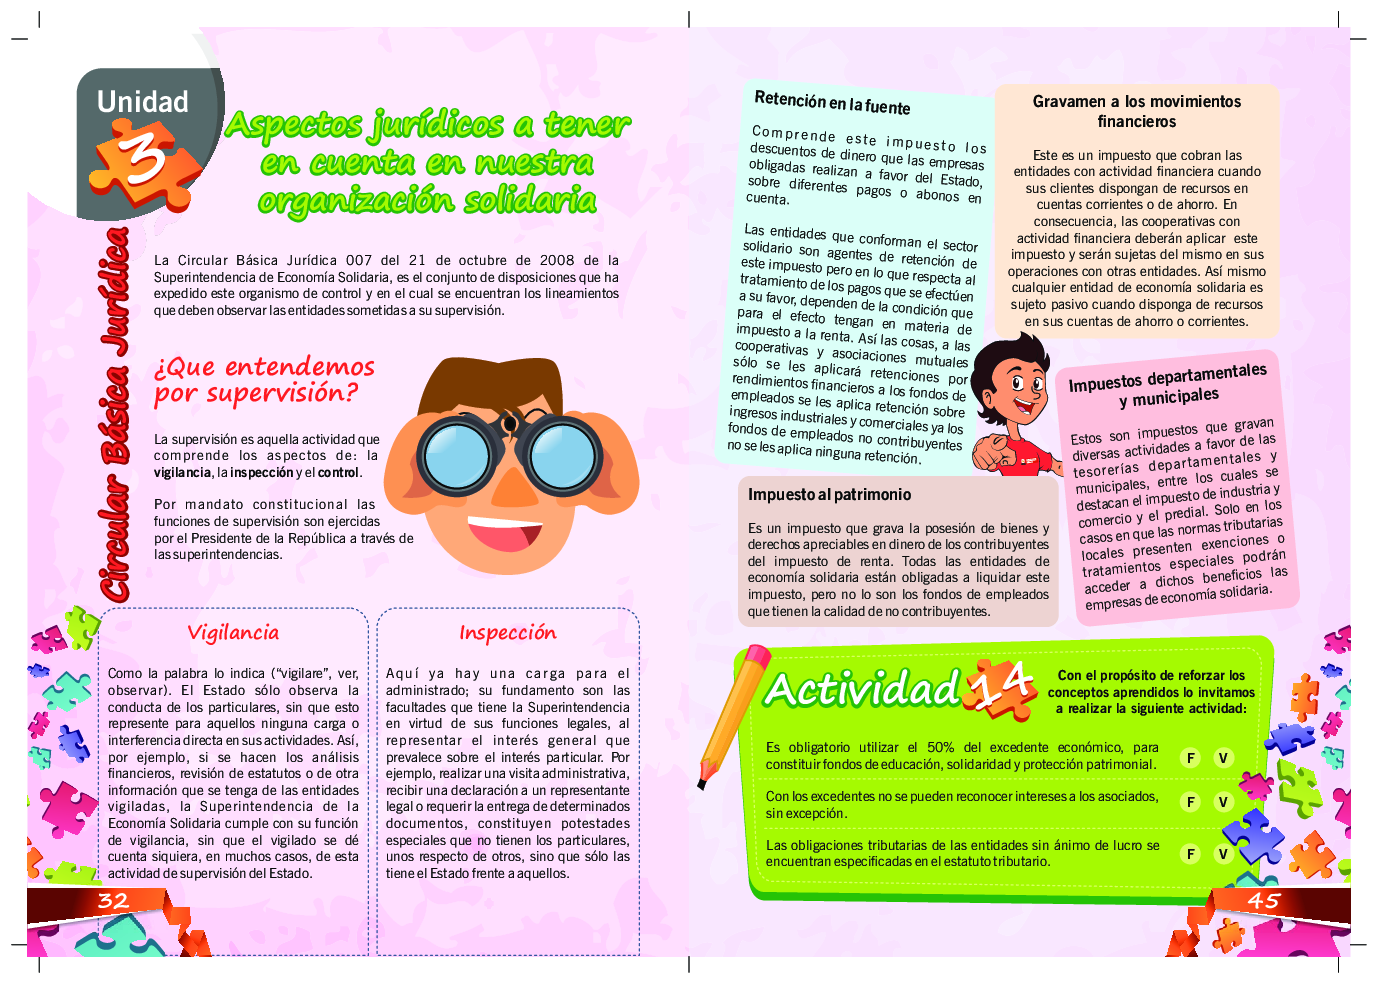 Unidad
3
Aspectos jurídicos a tener
en cuenta en nuestra
organización solidaria
Circular Básica Jurídica
La Circular Básica Jurídica 007 del 21 de octubre de 2008 de la
Superintendencia de Economía Solidaria, es el conjunto de disposiciones que ha
expedido este organismo de control y en el cual se encuentran los lineamientos
que deben observar las entidades sometidas a su supervisión.
¿Que entendemos
por supervisión?
La supervisión es aquella actividad que
comprende los aspectos de: la
vigilancia, la inspección y el control.
Por mandato constitucional las
funciones de supervisión son ejercidas
por el Presidente de la República a través de
las superintendencias.
Vigilancia
Como la palabra lo indica (“vigilare”, ver,
observar). El Estado sólo observa la
conducta de los particulares, sin que esto
represente para aquellos ninguna carga o
interferencia directa en sus actividades. Así,
por ejemplo, si se hacen los análisis
financieros, revisión de estatutos o de otra
información que se tenga de las entidades
vigiladas, la Superintendencia de la
Economía Solidaria cumple con su función
de vigilancia, sin que el vigilado se dé
cuenta siquiera, en muchos casos, de esta
actividad de supervisión del Estado.
Inspección
Aquí ya hay una carga para el
administrado; su fundamento son las
facultades que tiene la Superintendencia
en virtud de sus funciones legales, al
representar el interés general que
prevalece sobre el interés particular. Por
ejemplo, realizar una visita administrativa,
recibir una declaración a un representante
legal o requerir la entrega de determinados
documentos, constituyen potestades
especiales que no tienen los particulares,
unos respecto de otros, sino que sólo las
tiene el Estado frente a aquellos.
32
Retención en la fuente
Comprende este impuesto los
descuentos de dinero que las empresas
obligadas realizan a favor del Estado,
sobre diferentes pagos o abonos en
cuenta.
Las entidades que conforman el sector
solidario son agentes de retención de
este impuesto pero en lo que respecta al
tratamiento de los pagos que se efectúen
a su favor, dependen de la condición que
para el efecto tengan en materia de
impuesto a la renta. Así las cosas, a las
cooperativas y asociaciones mutuales
sólo se les aplicará retenciones por
rendimientos financieros a los fondos de
empleados se les aplica retención sobre
ingresos industriales y comerciales ya los
fondos de empleados no contribuyentes
no se les aplica ninguna retención.
Gravamen a los movimientos
financieros
Este es un impuesto que cobran las
entidades con actividad financiera cuando
sus clientes dispongan de recursos en
cuentas corrientes o de ahorro. En
consecuencia, las cooperativas con
actividad financiera deberán aplicar este
impuesto y serán sujetas del mismo en sus
operaciones con otras entidades. Así mismo
cualquier entidad de economía solidaria es
sujeto pasivo cuando disponga de recursos
en sus cuentas de ahorro o corrientes.
Impuestos departamentales
y municipales
Estos son impuestos que gravan
diversas actividades a favor de las
tesorerías departamentales y
municipales, entre los cuales se
destacan el impuesto de industria y
comercio y el predial. Solo en los
casos en que las normas tributarias
locales presenten exenciones o
tratamientos especiales podrán
acceder a dichos beneficios las
empresas de economía solidaria.
Impuesto al patrimonio
Es un impuesto que grava la posesión de bienes y
derechos apreciables en dinero de los contribuyentes
del impuesto de renta. Todas las entidades de
economía solidaria están obligadas a liquidar este
impuesto, pero no lo son los fondos de empleados
que tienen la calidad de no contribuyentes.
Actividad 14
Con el propósito de reforzar los
conceptos aprendidos lo invitamos
a realizar la siguiente actividad:
Es obligatorio utilizar el 50% del excedente económico, para
constituir fondos de educación, solidaridad y protección patrimonial.
F V
Con los excedentes no se pueden reconocer intereses a los asociados,
sin excepción.
F V
Las obligaciones tributarias de las entidades sin ánimo de lucro se
encuentran especificadas en el estatuto tributario.
F V
45